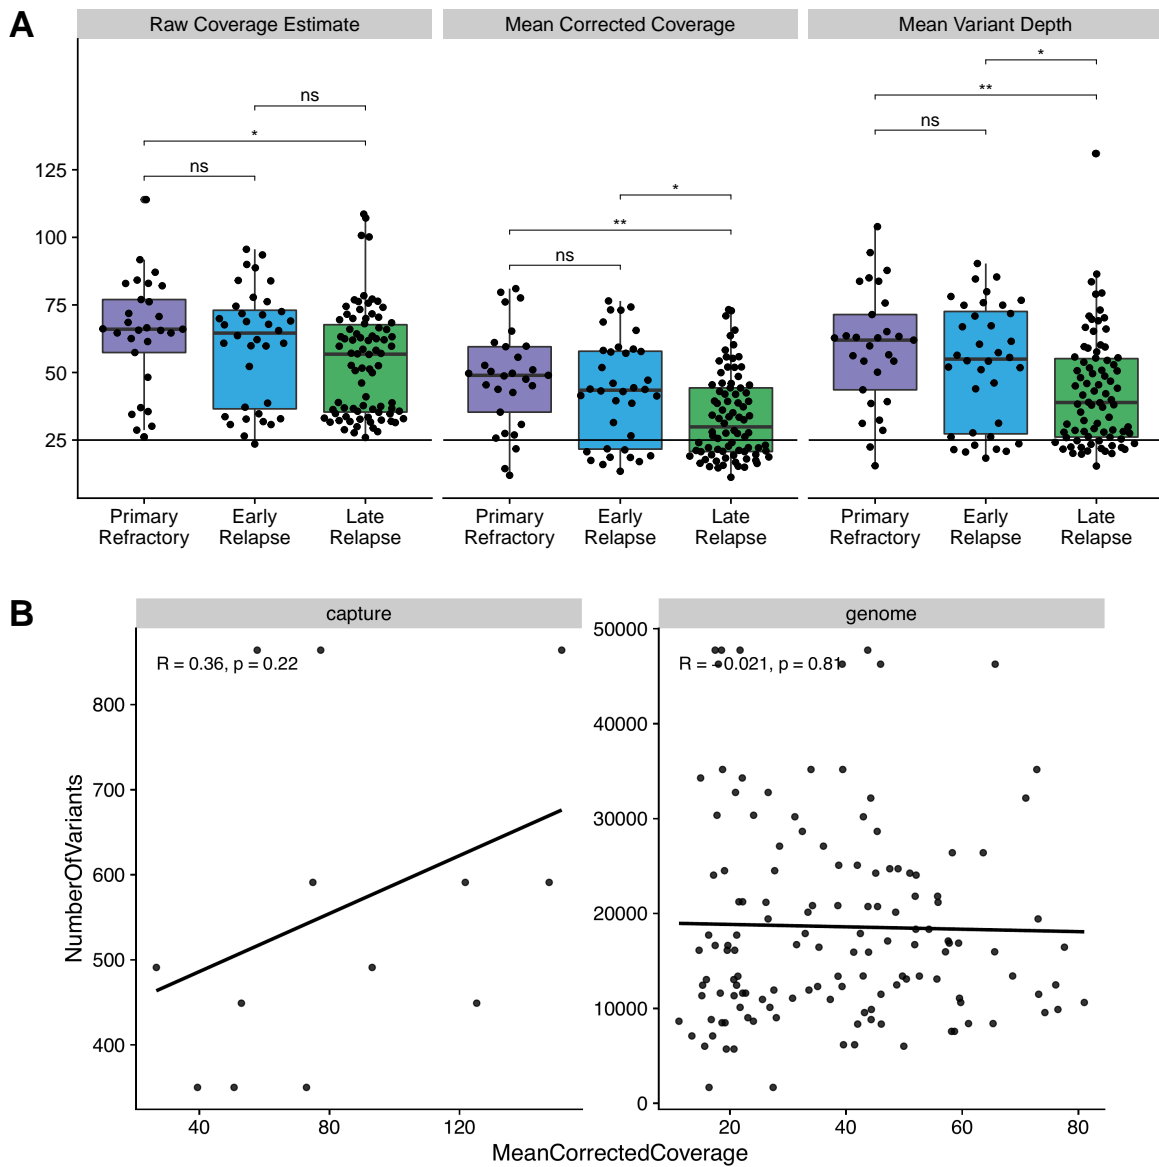 A
Raw Coverage Estimate
Mean Corrected Coverage
Mean Variant Depth
ns
*
ns
*
**
ns
*
**
ns
125
100
75
50
25
Primary
Refractory
Early
Relapse
Late
Relapse
Primary
Refractory
Early
Relapse
Late
Relapse
Primary
Refractory
Early
Relapse
Late
Relapse
B
capture
genome
R = 0.36, p = 0.22
R = -0.021, p = 0.81
NumberOfVariants
800
700
600
500
400
50000
40000
30000
20000
10000
0
40
80
120
20
40
60
80
MeanCorrectedCoverage